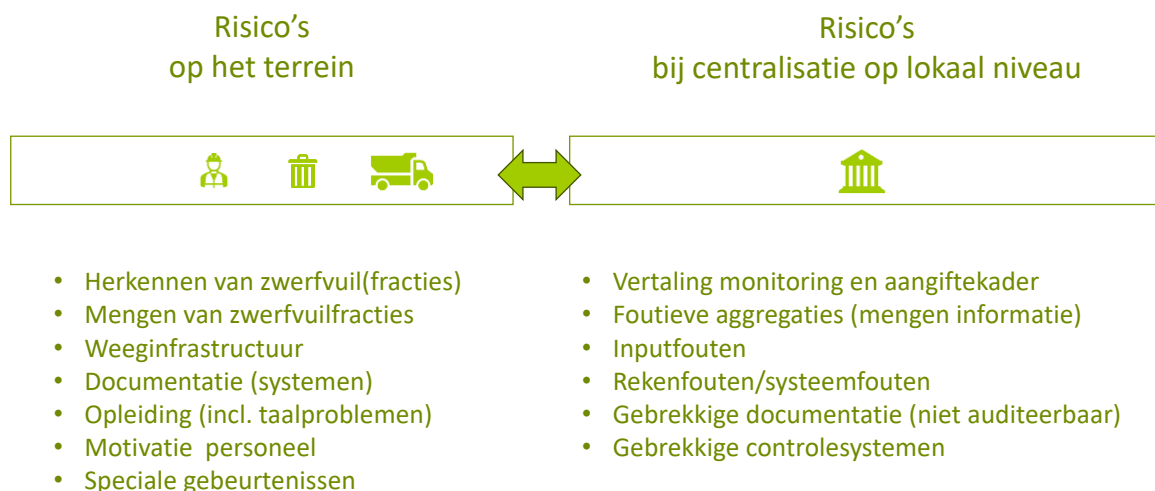 Risico’s
op het terrein
Risico’s
bij centralisatie op lokaal niveau
• Herkennen van zwerfvuil(fracties)
• Mengen van zwerfvuilfracties
• Weeginfrastructuur
• Documentatie (systemen)
• Opleiding (incl. taalproblemen)
• Motivatie  personeel
• Speciale gebeurtenissen
• Vertaling monitoring en aangiftekader
• Foutieve aggregaties (mengen informatie)
• Inputfouten
• Rekenfouten/systeemfouten
• Gebrekkige documentatie (niet auditeerbaar)
• Gebrekkige controlesystemen